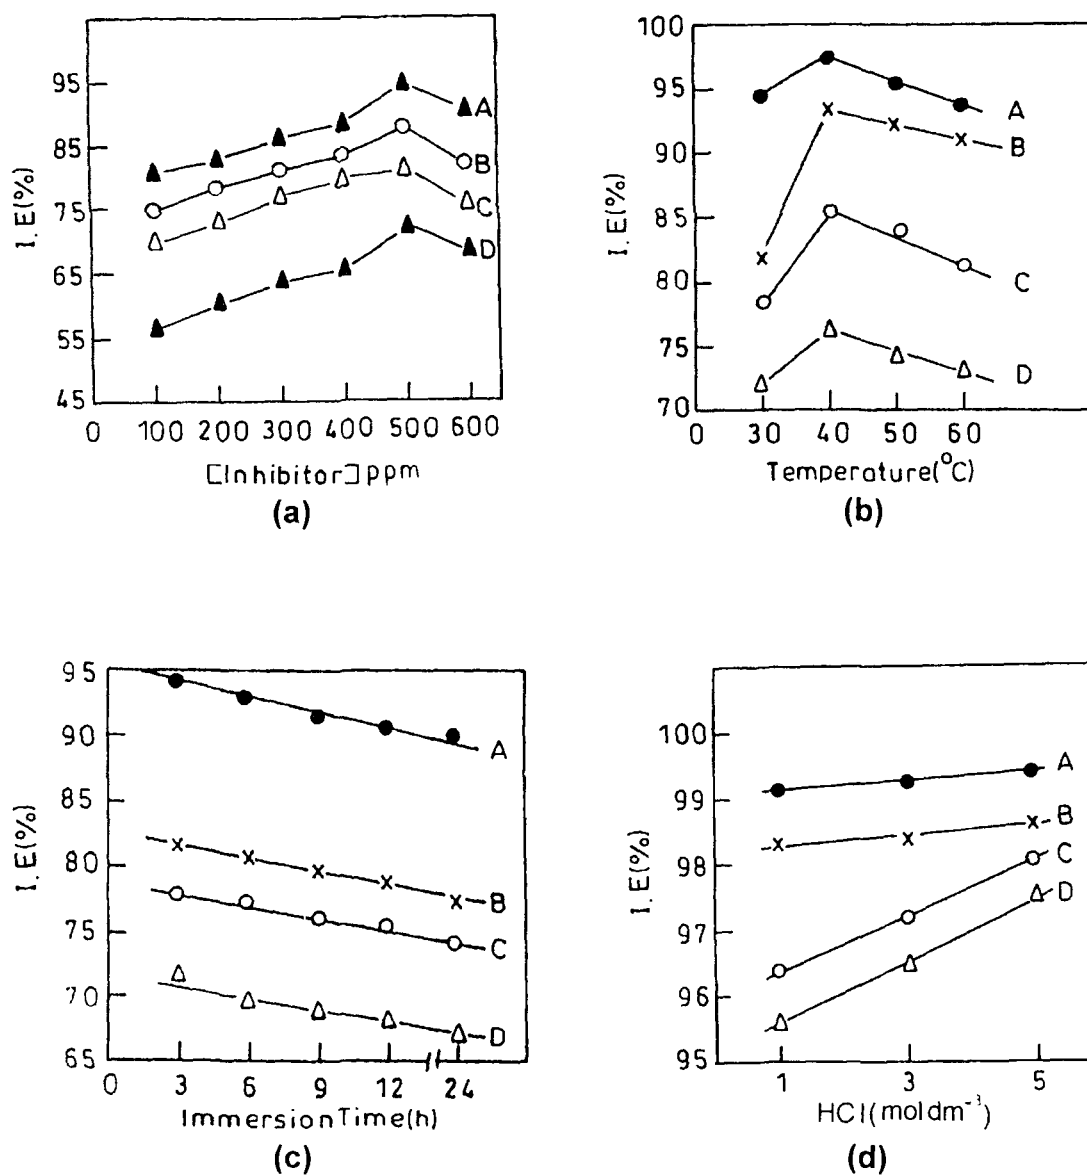 95
85
75
65
55
45
I.E(%)
A
B
C
D
0 100 200 300 400 500 600
[Inhibitor] ppm
(a)
100
95
90
85
80
75
70
I.E(%)
A
B
C
D
0 30 40 50 60
Temperature(°C)
(b)
95
90
85
80
75
70
65
I.E(%)
A
B
C
D
0 3 6 9 12 24
Immersion Time(h)
(c)
100
99
98
97
96
95
I.E(%)
A
B
C
D
1 3 5
HCl(moldm⁻³)
(d)